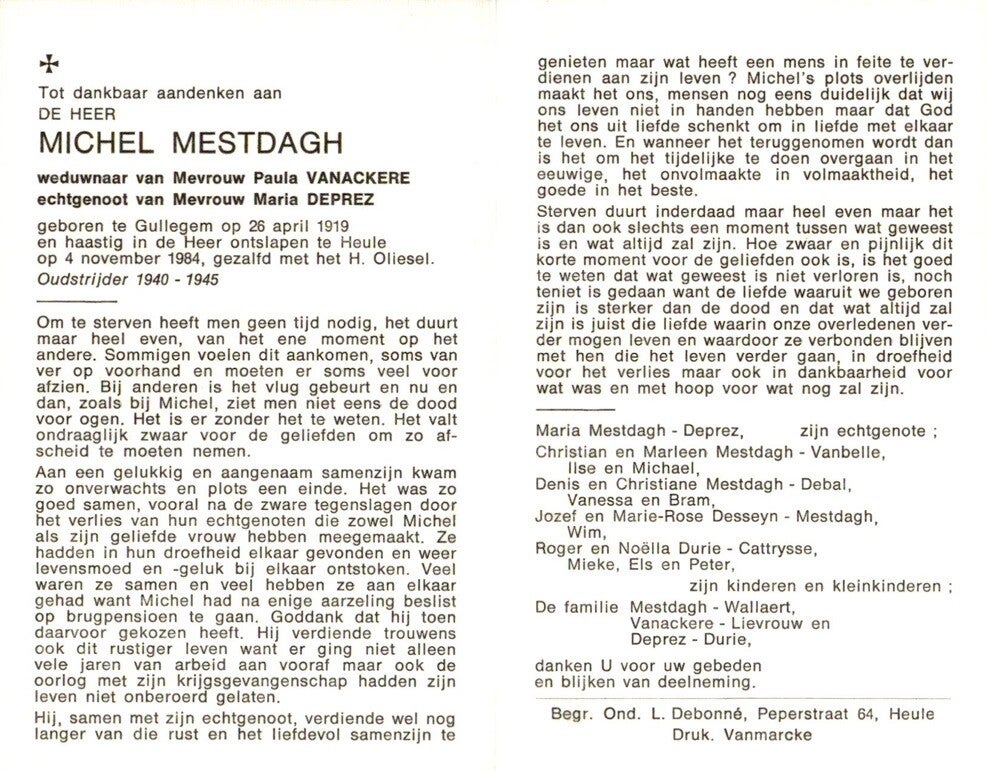 Tot dankbaar aandenken aan
DE HEER
MICHEL MESTDAGH
weduwnaar van Mevrouw Paula VANACKERE
echtgenoot van Mevrouw Maria DEPREZ
geboren te Gullegem op 26 april 1919
en haastig in de Heer ontslapen te Heule
op 4 november 1984, gezalfd met het H. Oliesel.
Oudstrijder 1940 - 1945
Om te sterven heeft men geen tijd nodig, het duurt
maar heel even, van het ene moment op het
andere. Sommigen voelen dit aankomen, soms van
ver op voorhand en moeten er soms veel voor
afzien. Bij anderen is het vlug gebeurt en nu en
dan, zoals bij Michel, ziet men niet eens de dood
voor ogen. Het is er zonder het te weten. Het valt
ondraaglijk zwaar voor de geliefden om zo af-
scheid te moeten nemen.
Aan een gelukkig en aangenaam samenzijn kwam
zo onverwachts en plots een einde. Het was zo
goed samen, vooral na de zware tegenslagen door
het verlies van hun echtgenoten die zowel Michel
als zijn geliefde vrouw hebben meegemaakt. Ze
hadden in hun droefheid elkaar gevonden en weer
levensmoed en -geluk bij elkaar ontstoken. Veel
waren ze samen en veel hebben ze aan elkaar
gehad want Michel had na enige aarzeling beslist
op brugpensioen te gaan. Goddank dat hij toen
daarvoor gekozen heeft. Hij verdiende trouwens
ook dit rustiger leven want er ging niet alleen
vele jaren van arbeid aan vooraf maar ook de
oorlog met zijn krijgsgevangenschap hadden zijn
leven niet onberoerd gelaten.
Hij, samen met zijn echtgenoot, verdiende wel nog
langer van die rust en het liefdevol samenzijn te
genieten maar wat heeft een mens in feite te ver-
dienen aan zijn leven ? Michel's plots overlijden
maakt het ons, mensen nog eens duidelijk dat wij
ons leven niet in handen hebben maar dat God
het ons uit liefde schenkt om in liefde met elkaar
te leven. En wanneer het teruggenomen wordt dan
is het om het tijdelijke te doen overgaan in het
eeuwige, het onvolmaakte in volmaaktheid, het
goede in het beste.
Sterven duurt inderdaad maar heel even maar het
is dan ook slechts een moment tussen wat geweest
is en wat altijd zal zijn. Hoe zwaar en pijnlijk dit
korte moment voor de geliefden ook is, is het goed
te weten dat wat geweest is niet verloren is, noch
teniet is gedaan want de liefde waaruit we geboren
zijn is sterker dan de dood en dat wat altijd zal
zijn is juist die liefde waarin onze overledenen ver-
der mogen leven en waardoor ze verbonden blijven
met hen die het leven verder gaan, in droefheid
voor het verlies maar ook in dankbaarheid voor
wat was en met hoop voor wat nog zal zijn.
Maria Mestdagh - Deprez, zijn echtgenote ;
Christian en Marleen Mestdagh - Vanbelle,
Ilse en Michael,
Denis en Christiane Mestdagh - Debal,
Vanessa en Bram,
Jozef en Marie-Rose Desseyn - Mestdagh,
Wim,
Roger en Noëlla Durie - Cattrysse,
Mieke, Els en Peter,
zijn kinderen en kleinkinderen ;
De familie Mestdagh - Wallaert,
Vanackere - Lievrouw en
Deprez - Durie,
danken U voor uw gebeden
en blijken van deelneming.
Begr. Ond. L. Debonné, Peperstraat 64, Heule
Druk. Vanmarcke